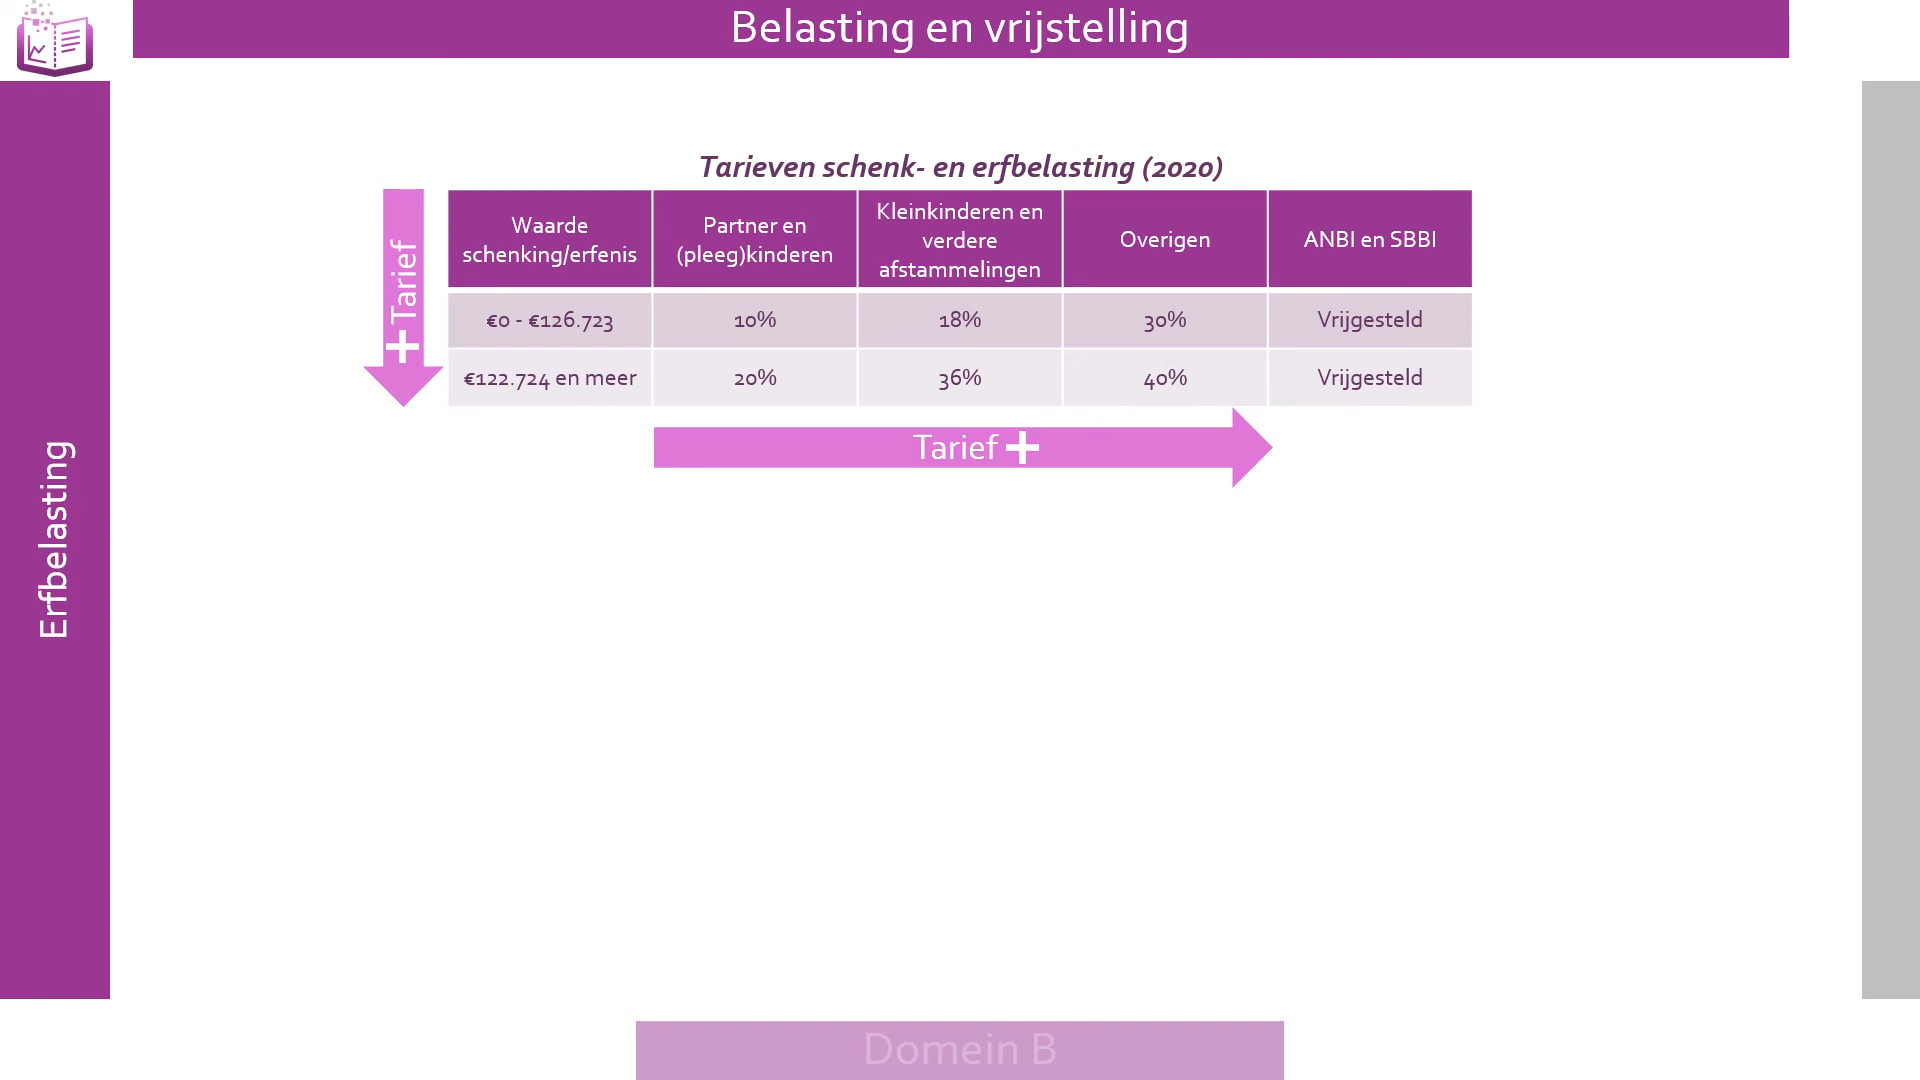 Belasting en vrijstelling
Erfbelasting
Tarieven schenk- en erfbelasting (2020)
Tarief
Waarde
schenking/erfenis
Partner en
(pleeg)kinderen
Kleinkinderen en
verdere
afstammelingen
Overigen
ANBI en SBBI
€0 - €126.723
10%
18%
30%
Vrijgesteld
€122.724 en meer
20%
36%
40%
Vrijgesteld
Tarief
Domein B